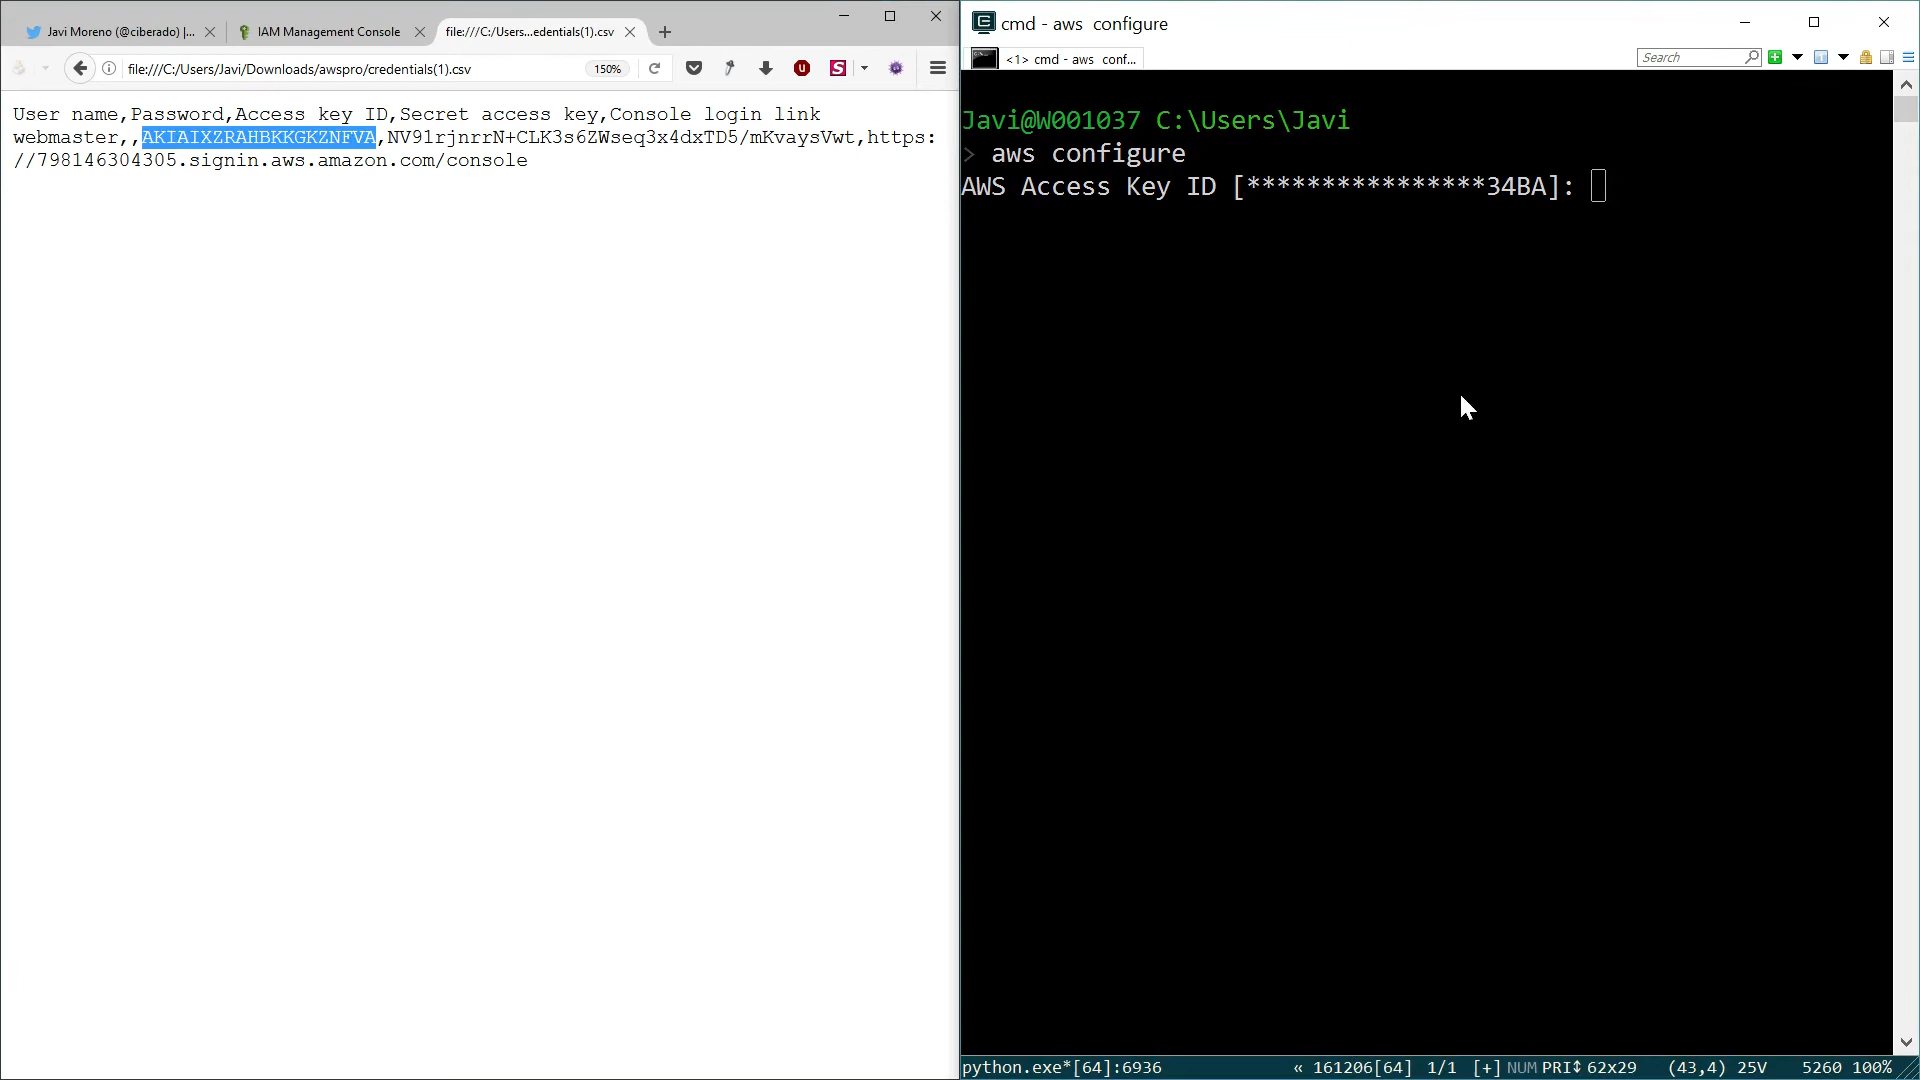 Javi Moreno (@ciberado) |...
IAM Management Console
file:///C:/Users...edentials(1).csv
file:///C:/Users/Javi/Downloads/awspro/credentials(1).csv
150%
User name,Password,Access key ID,Secret access key,Console login link
webmaster,,AKIAIXZRAHBKKGKZNFVA,NV91rjnrrN+CLK3s6ZWseq3x4dxTD5/mKvaysVwt,https:
//798146304305.signin.aws.amazon.com/console
cmd - aws  configure
<1> cmd - aws  conf...
Search
Javi@W001037 C:\Users\Javi
> aws configure
AWS Access Key ID [****************34BA]:
python.exe*[64]:6936
« 161206[64]  1/1  [+] NUM PRI↕ 62x29  (43,4) 25V  5260 100%